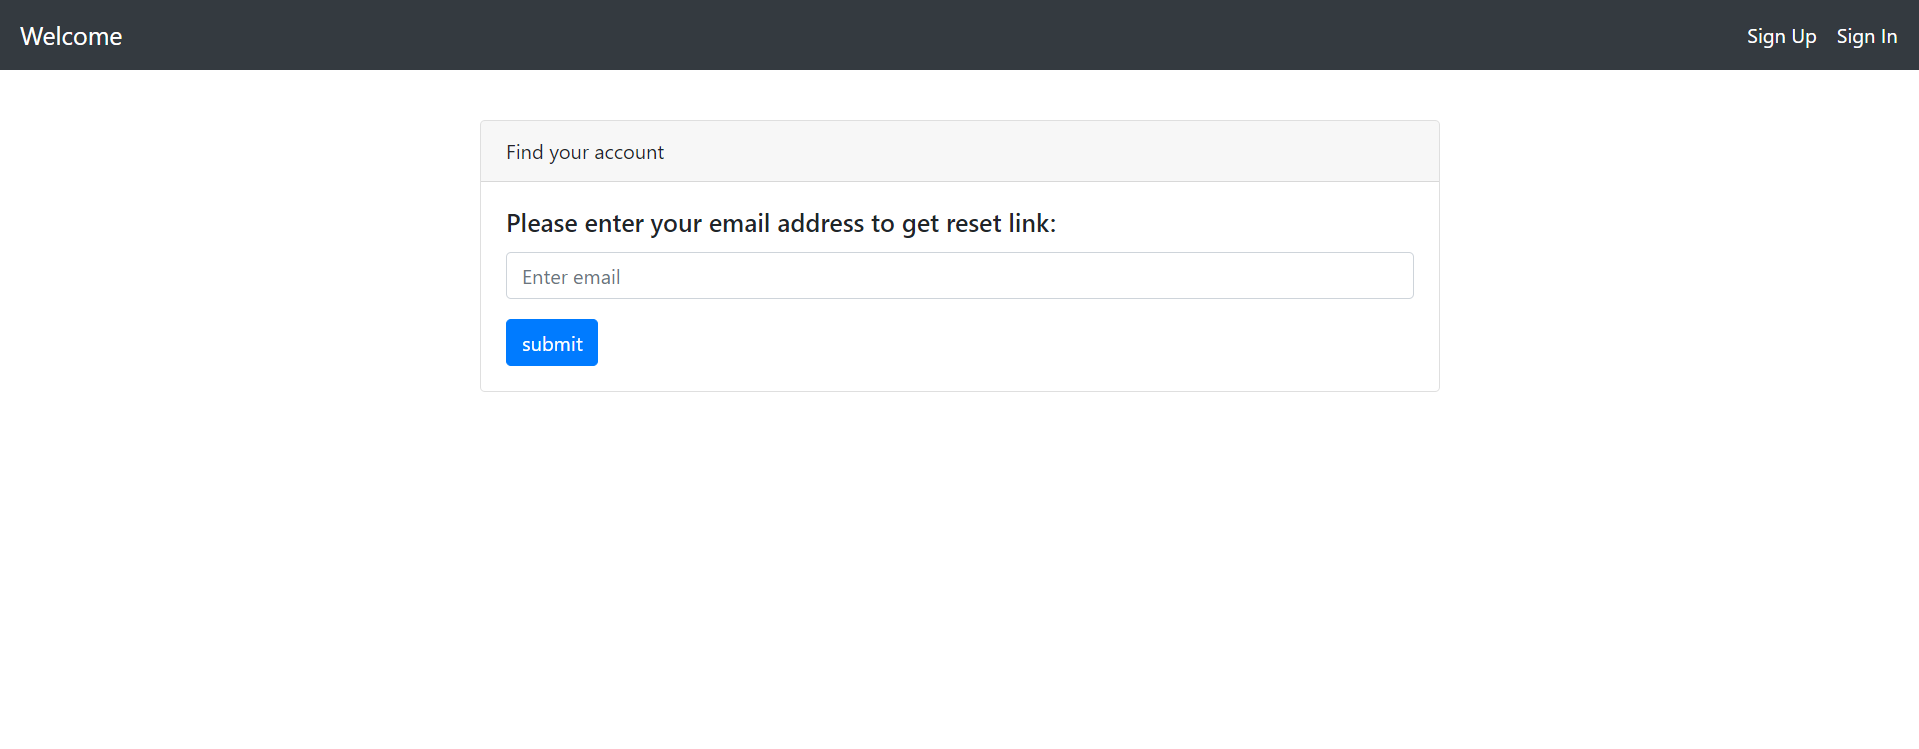 Welcome
Sign Up Sign In
Find your account
Please enter your email address to get reset link:
Enter email
submit